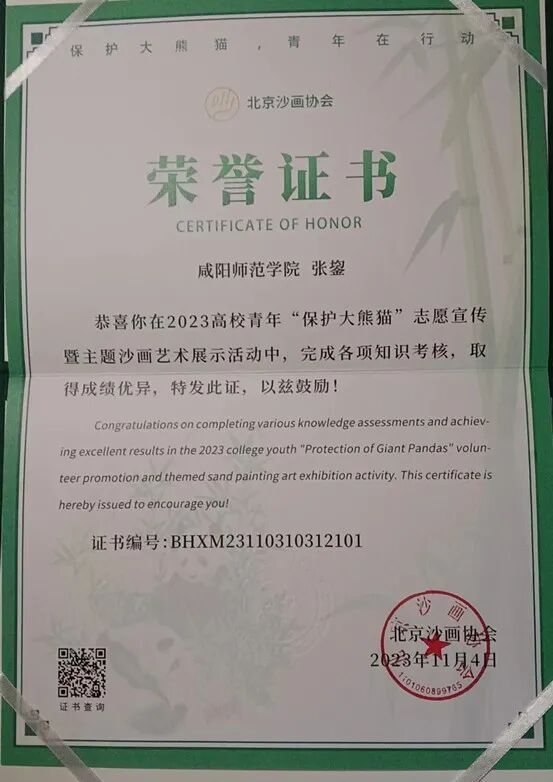 保护大熊猫，青年在行动
北京沙画协会
荣誉证书
CERTIFICATE OF HONOR
咸阳师范学院 张鋆
恭喜你在2023高校青年“保护大熊猫”志愿宣传
暨主题沙画艺术展示活动中，完成各项知识考核，取
得成绩优异，特发此证，以兹鼓励！
Congratulations on completing various knowledge assessments and achiev-
ing excellent results in the 2023 college youth "Protection of Giant Pandas" volun-
teer promotion and themed sand painting art exhibition activity. This certificate is
hereby issued to encourage you!
证书编号:BHXM23110310312101
北京沙画协会
2023年11月4日
证书查询